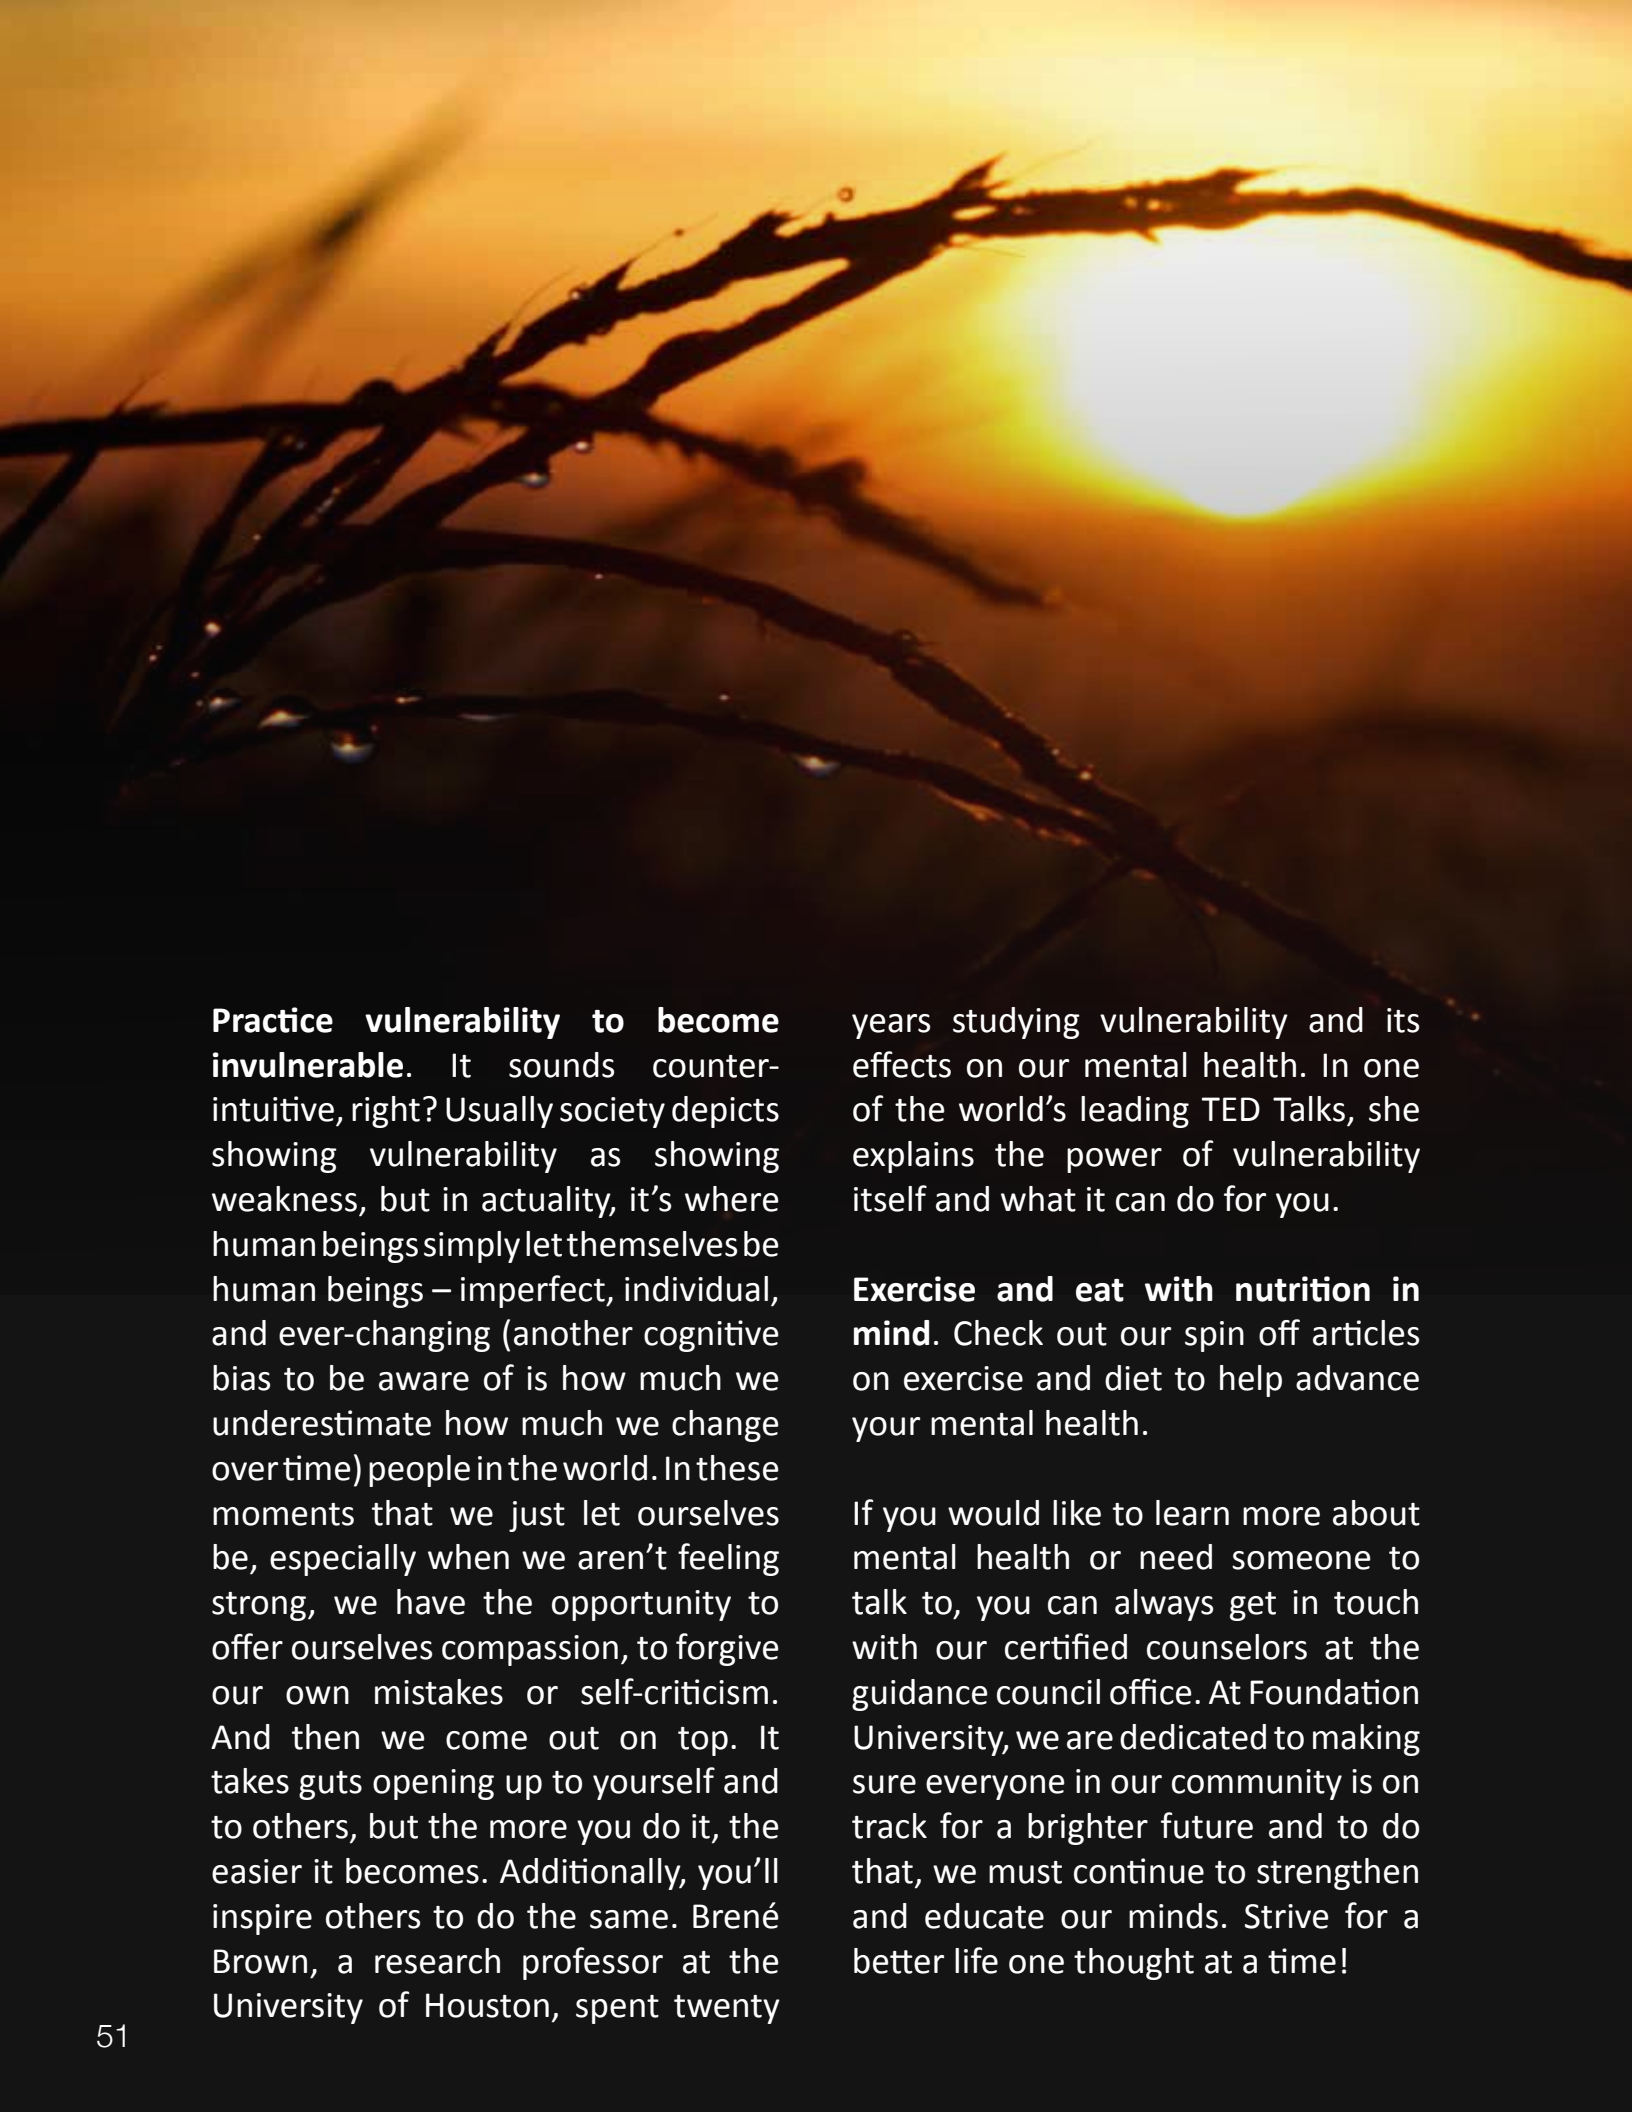 Practice vulnerability to become
invulnerable. It sounds counter-
intuitive, right? Usually society depicts
showing vulnerability as showing
weakness, but in actuality, it’s where
human beings simply let themselves be
human beings – imperfect, individual,
and ever-changing (another cognitive
bias to be aware of is how much we
underestimate how much we change
over time) people in the world. In these
moments that we just let ourselves
be, especially when we aren’t feeling
strong, we have the opportunity to
offer ourselves compassion, to forgive
our own mistakes or self-criticism.
And then we come out on top. It
takes guts opening up to yourself and
to others, but the more you do it, the
easier it becomes. Additionally, you’ll
inspire others to do the same. Brené
Brown, a research professor at the
University of Houston, spent twenty
years studying vulnerability and its
effects on our mental health. In one
of the world’s leading TED Talks, she
explains the power of vulnerability
itself and what it can do for you.
Exercise and eat with nutrition in
mind. Check out our spin off articles
on exercise and diet to help advance
your mental health.
If you would like to learn more about
mental health or need someone to
talk to, you can always get in touch
with our certified counselors at the
guidance council office. At Foundation
University, we are dedicated to making
sure everyone in our community is on
track for a brighter future and to do
that, we must continue to strengthen
and educate our minds. Strive for a
better life one thought at a time!
51